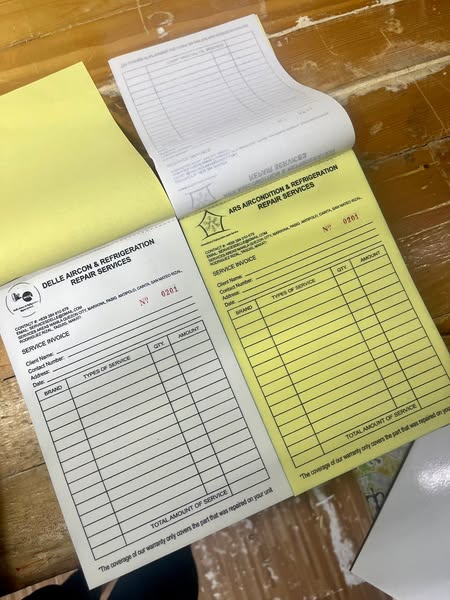 DELLE AIRCON & REFRIGERATION
REPAIR SERVICES
Nº 0201
SERVICE INVOICE
Client Name:
Contact Number:
Address:
Date:
BRAND TYPES OF SERVICE QTY. AMOUNT
TOTAL AMOUNT OF SERVICE
*The coverage of our warranty only covers the part that was repaired on your unit
ARS AIRCONDITION & REFRIGERATION
REPAIR SERVICES
Nº 0201
SERVICE INVOICE
Client Name:
Contact Number:
Address:
Date:
BRAND TYPES OF SERVICE QTY. AMOUNT
TOTAL AMOUNT OF SERVICE
*The coverage of our warranty only covers the part that was repaired on your